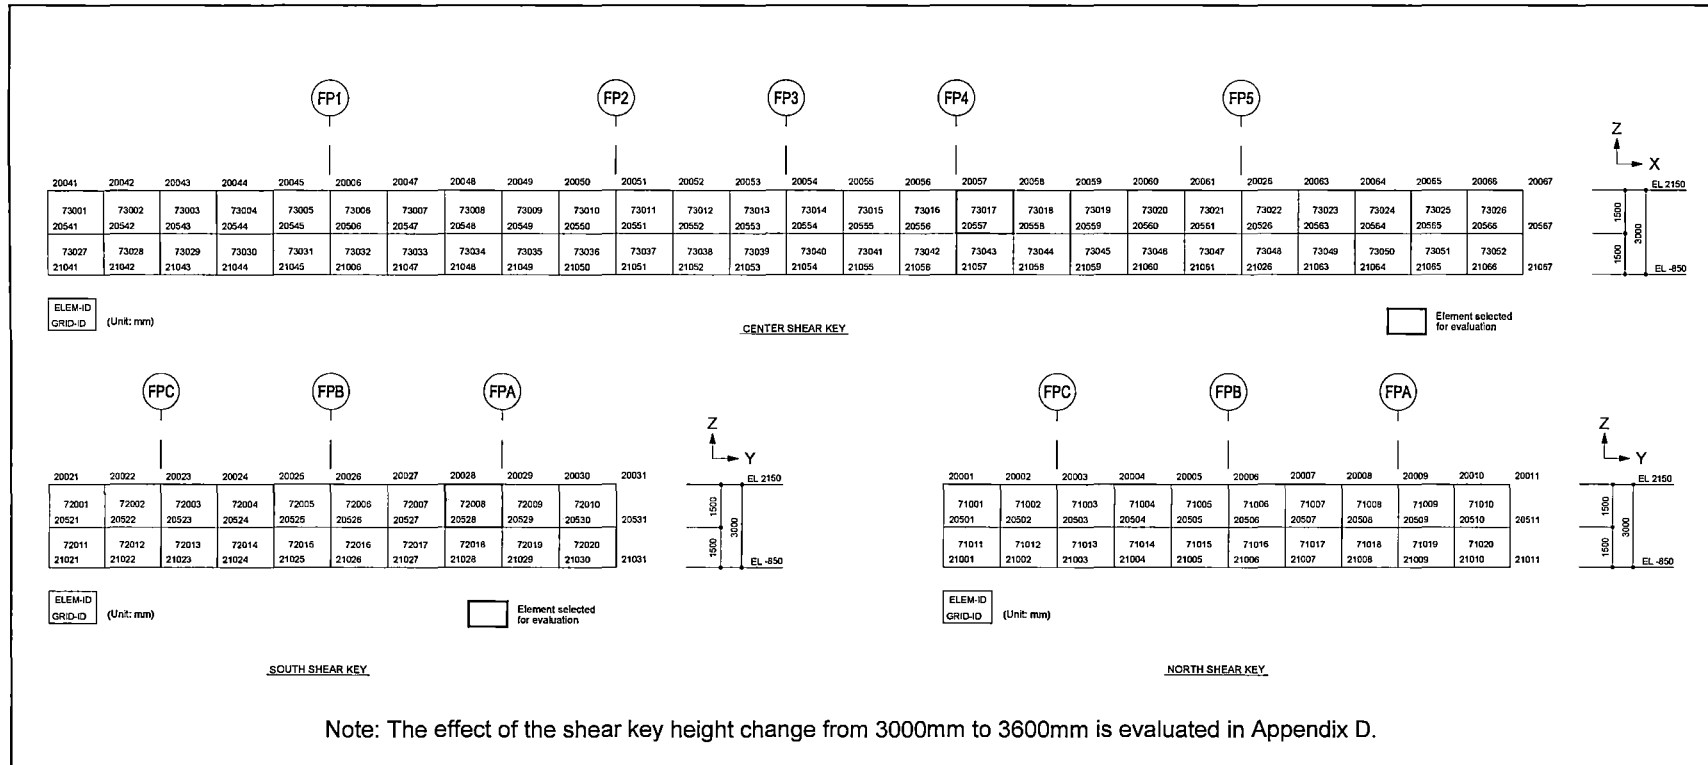 FP1 FP2 FP3 FP4 FP5
Z
X
20041 20042 20043 20044 20045 20006 20047 20048 20049 20050 20051 20052 20053 20054 20055 20056 20057 20058 20059 20060 20061 20026 20063 20064 20065 20066 20067
EL 2150
73001 73002 73003 73004 73005 73006 73007 73008 73009 73010 73011 73012 73013 73014 73015 73016 73017 73018 73019 73020 73021 73022 73023 73024 73025 73026
1500
20541 20542 20543 20544 20545 20506 20547 20548 20549 20550 20551 20552 20553 20554 20555 20556 20557 20558 20559 20560 20561 20526 20563 20564 20565 20566 20567
3000
73027 73028 73029 73030 73031 73032 73033 73034 73035 73036 73037 73038 73039 73040 73041 73042 73043 73044 73045 73046 73047 73048 73049 73050 73051 73052
1500
21041 21042 21043 21044 21045 21006 21047 21048 21049 21050 21051 21052 21053 21054 21055 21056 21057 21058 21059 21060 21061 21026 21063 21064 21065 21066 21067
EL -850
ELEM-ID
GRID-ID (Unit: mm)
CENTER SHEAR KEY
Element selected
for evaluation
FPC FPB FPA
Z
Y
20021 20022 20023 20024 20025 20026 20027 20028 20029 20030 20031
EL 2150
72001 72002 72003 72004 72005 72006 72007 72008 72009 72010
1500
20521 20522 20523 20524 20525 20526 20527 20528 20529 20530 20531
3000
72011 72012 72013 72014 72015 72016 72017 72018 72019 72020
1500
21021 21022 21023 21024 21025 21026 21027 21028 21029 21030 21031
EL -850
ELEM-ID
GRID-ID (Unit: mm)
Element selected
for evaluation
SOUTH SHEAR KEY
FPC FPB FPA
Z
Y
20001 20002 20003 20004 20005 20006 20007 20008 20009 20010 20011
EL 2150
71001 71002 71003 71004 71005 71006 71007 71008 71009 71010
1500
20501 20502 20503 20504 20505 20506 20507 20508 20509 20510 20511
3000
71011 71012 71013 71014 71015 71016 71017 71018 71019 71020
1500
21001 21002 21003 21004 21005 21006 21007 21008 21009 21010 21011
EL -850
ELEM-ID
GRID-ID (Unit: mm)
NORTH SHEAR KEY
Note: The effect of the shear key height change from 3000mm to 3600mm is evaluated in Appendix D.